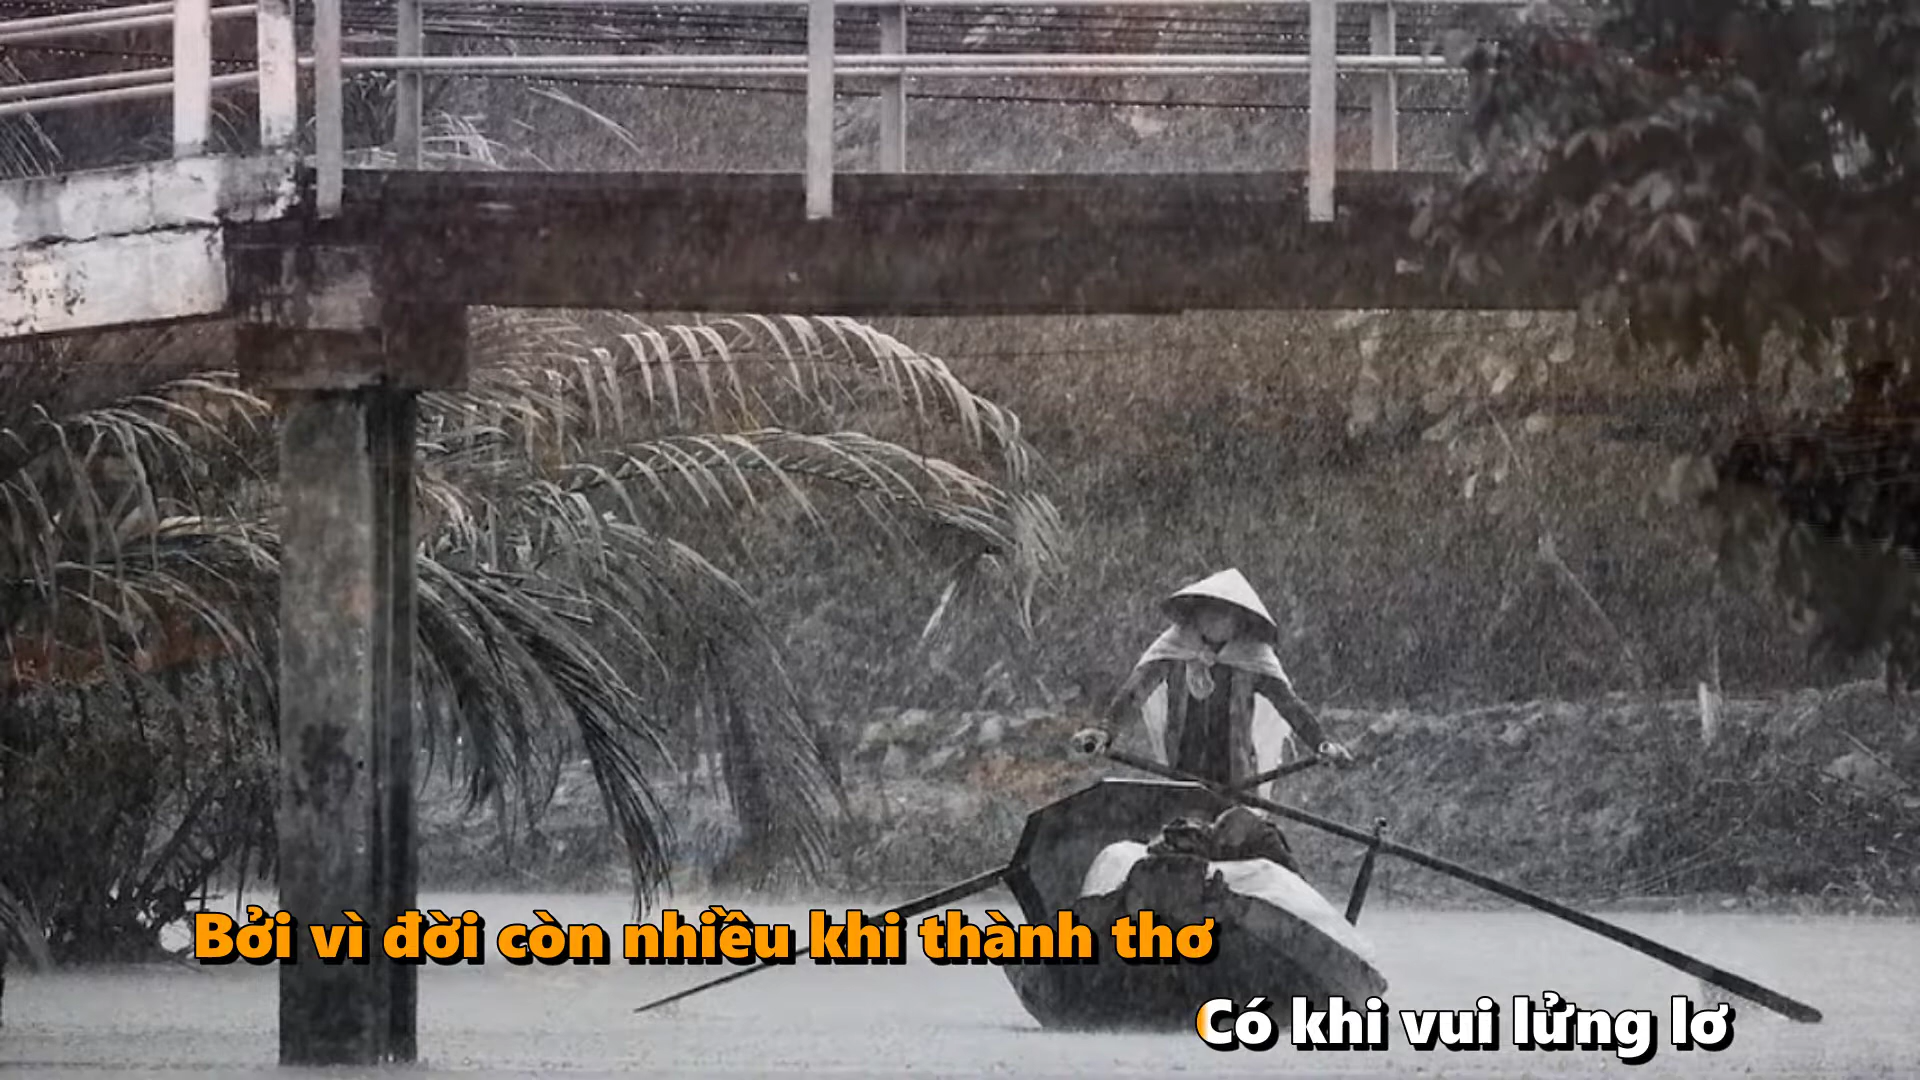 Bởi vì đời còn nhiều khi thành thơ
Có khi vui lửng lơ